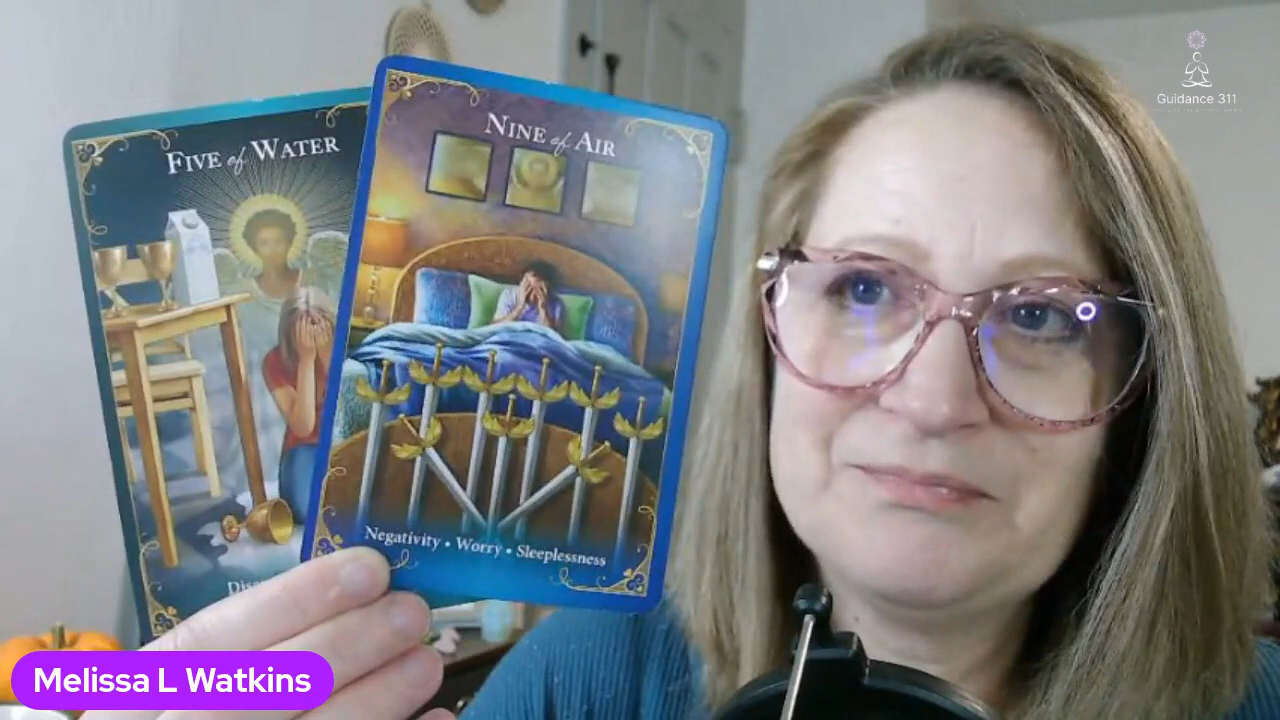 Guidance 311
FIVE of WATER
NINE of AIR
Negativity • Worry • Sleeplessness
Melissa L Watkins